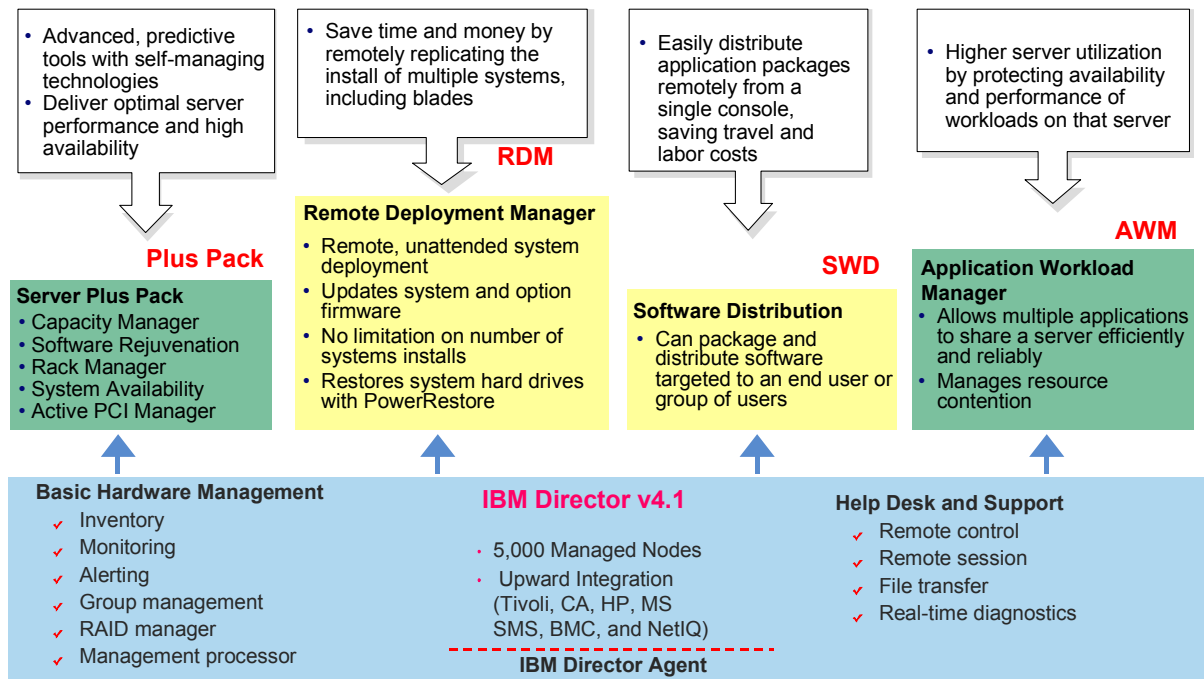 • Advanced, predictive
tools with self-managing
technologies
• Deliver optimal server
performance and high
availability
• Save time and money by
remotely replicating the
install of multiple systems,
including blades
• Easily distribute
application packages
remotely from a
single console,
saving travel and
labor costs
• Higher server utilization
by protecting availability
and performance of
workloads on that server
Plus Pack
Server Plus Pack
• Capacity Manager
• Software Rejuvenation
• Rack Manager
• System Availability
• Active PCI Manager
RDM
Remote Deployment Manager
• Remote, unattended system
deployment
• Updates system and option
firmware
• No limitation on number of
systems installs
• Restores system hard drives
with PowerRestore
SWD
Software Distribution
• Can package and
distribute software
targeted to an end user or
group of users
AWM
Application Workload
Manager
• Allows multiple applications
to share a server efficiently
and reliably
• Manages resource
contention
Basic Hardware Management
✓ Inventory
✓ Monitoring
✓ Alerting
✓ Group management
✓ RAID manager
✓ Management processor
IBM Director v4.1
• 5,000 Managed Nodes
• Upward Integration
(Tivoli, CA, HP, MS
SMS, BMC, and NetIQ)
IBM Director Agent
Help Desk and Support
✓ Remote control
✓ Remote session
✓ File transfer
✓ Real-time diagnostics